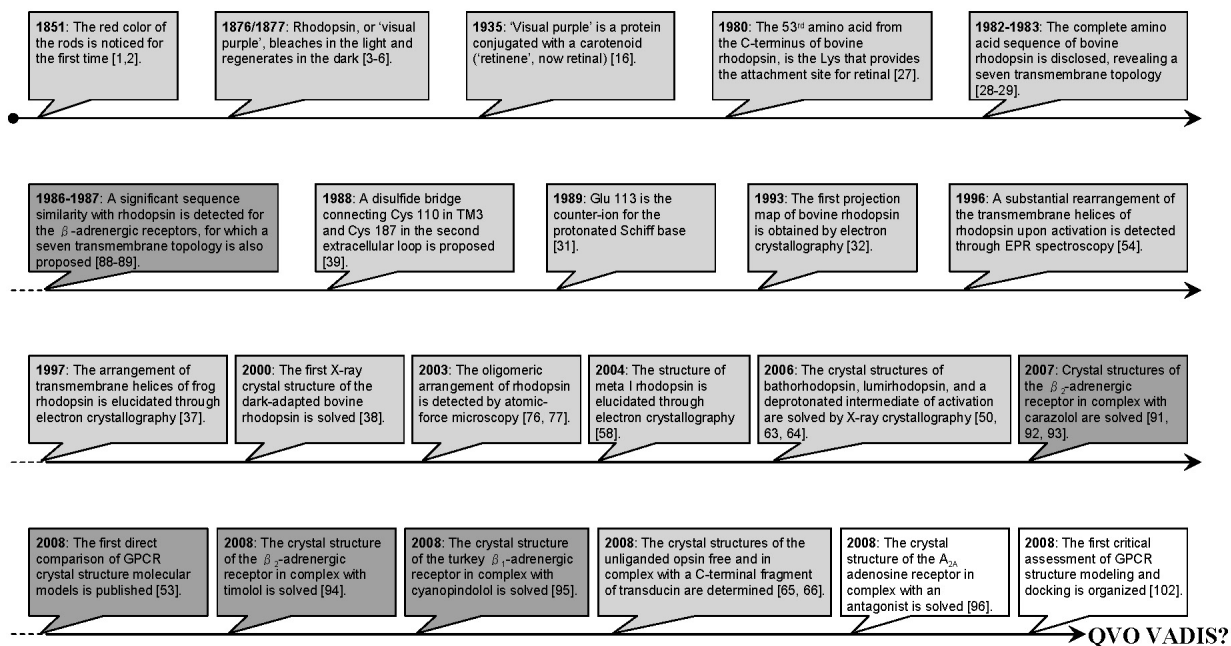 1851: The red color of
the rods is noticed for
the first time [1,2].
1876/1877: Rhodopsin, or ‘visual
purple’, bleaches in the light and
regenerates in the dark [3-6].
1935: ‘Visual purple’ is a protein
conjugated with a carotenoid
(‘retinene’, now retinal) [16].
1980: The 53rd amino acid from
the C-terminus of bovine
rhodopsin, is the Lys that provides
the attachment site for retinal [27].
1982-1983: The complete amino
acid sequence of bovine
rhodopsin is disclosed, revealing a
seven transmembrane topology
[28-29].
1986-1987: A significant sequence
similarity with rhodopsin is detected for
the β-adrenergic receptors, for which a
seven transmembrane topology is also
proposed [88-89].
1988: A disulfide bridge
connecting Cys 110 in TM3
and Cys 187 in the second
extracellular loop is proposed
[39].
1989: Glu 113 is the
counter-ion for the
protonated Schiff base
[31].
1993: The first projection
map of bovine rhodopsin
is obtained by electron
crystallography [32].
1996: A substantial rearrangement of
the transmembrane helices of
rhodopsin upon activation is detected
through EPR spectroscopy [54].
1997: The arrangement of
transmembrane helices of frog
rhodopsin is elucidated through
electron crystallography [37].
2000: The first X-ray
crystal structure of the
dark-adapted bovine
rhodopsin is solved [38].
2003: The oligomeric
arrangement of rhodopsin
is detected by atomic-
force microscopy [76, 77].
2004: The structure of
meta I rhodopsin is
elucidated through
electron crystallography
[58].
2006: The crystal structures of
bathorhodopsin, lumirhodopsin, and a
deprotonated intermediate of activation
are solved by X-ray crystallography [50,
63, 64].
2007: Crystal structures of
the β2-adrenergic
receptor in complex with
carazolol are solved [91,
92, 93].
2008: The first direct
comparison of GPCR
crystal structure molecular
models is published [53].
2008: The crystal structure
of the β2-adrenergic
receptor in complex with
timolol is solved [94].
2008: The crystal structure
of the turkey β1-adrenergic
receptor in complex with
cyanopindolol is solved [95].
2008: The crystal structures of the
unliganded opsin free and in
complex with a C-terminal fragment
of transducin are determined [65, 66].
2008: The crystal
structure of the A2A
adenosine receptor in
complex with an
antagonist is solved [96].
2008: The first critical
assessment of GPCR
structure modeling and
docking is organized [102].
QVO VADIS?